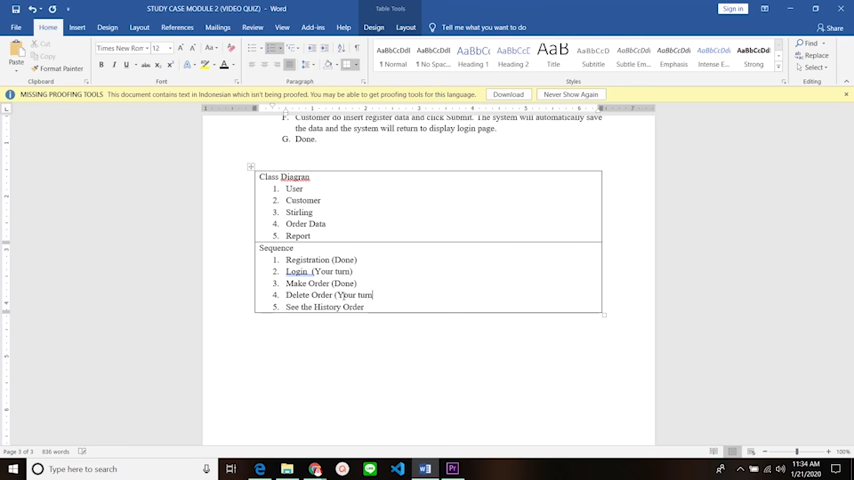 STUDY CASE MODULE 2 (VIDEO QUIZ) - Word
Table Tools
Sign in
File Home Insert Design Layout References Mailings Review View Add-ins Help Design Layout Tell me what you want to do
Share
Paste
Cut
Copy
Format Painter
Times New Rom 12
AaBbCcDd AaBbCcDd AaBbCc AaBbCcD AaB AaBbCcD AaBbCcDd AaBbCcDd AaBbCcDd AaBbCcDd
¶ Normal ¶ No Spac... Heading 1 Heading 2 Title Subtitle Subtle Em... Emphasis Intense E... Strong
Find
Replace
Select
Clipboard Font Paragraph Styles Editing
MISSING PROOFING TOOLS This document contains text in Indonesian which isn't being proofed. You may be able to get proofing tools for this language. Download Never Show Again
F. Customer do insert register data and click Submit. The system will automatically save
the data and the system will return to display login page.
G. Done.
Class Diagran
1. User
2. Customer
3. Stirling
4. Order Data
5. Report
Sequence
1. Registration (Done)
2. Login (Your turn)
3. Make Order (Done)
4. Delete Order (Your turn
5. See the History Order
Page 3 of 3 836 words
100%
Type here to search
11:34 AM
1/21/2020